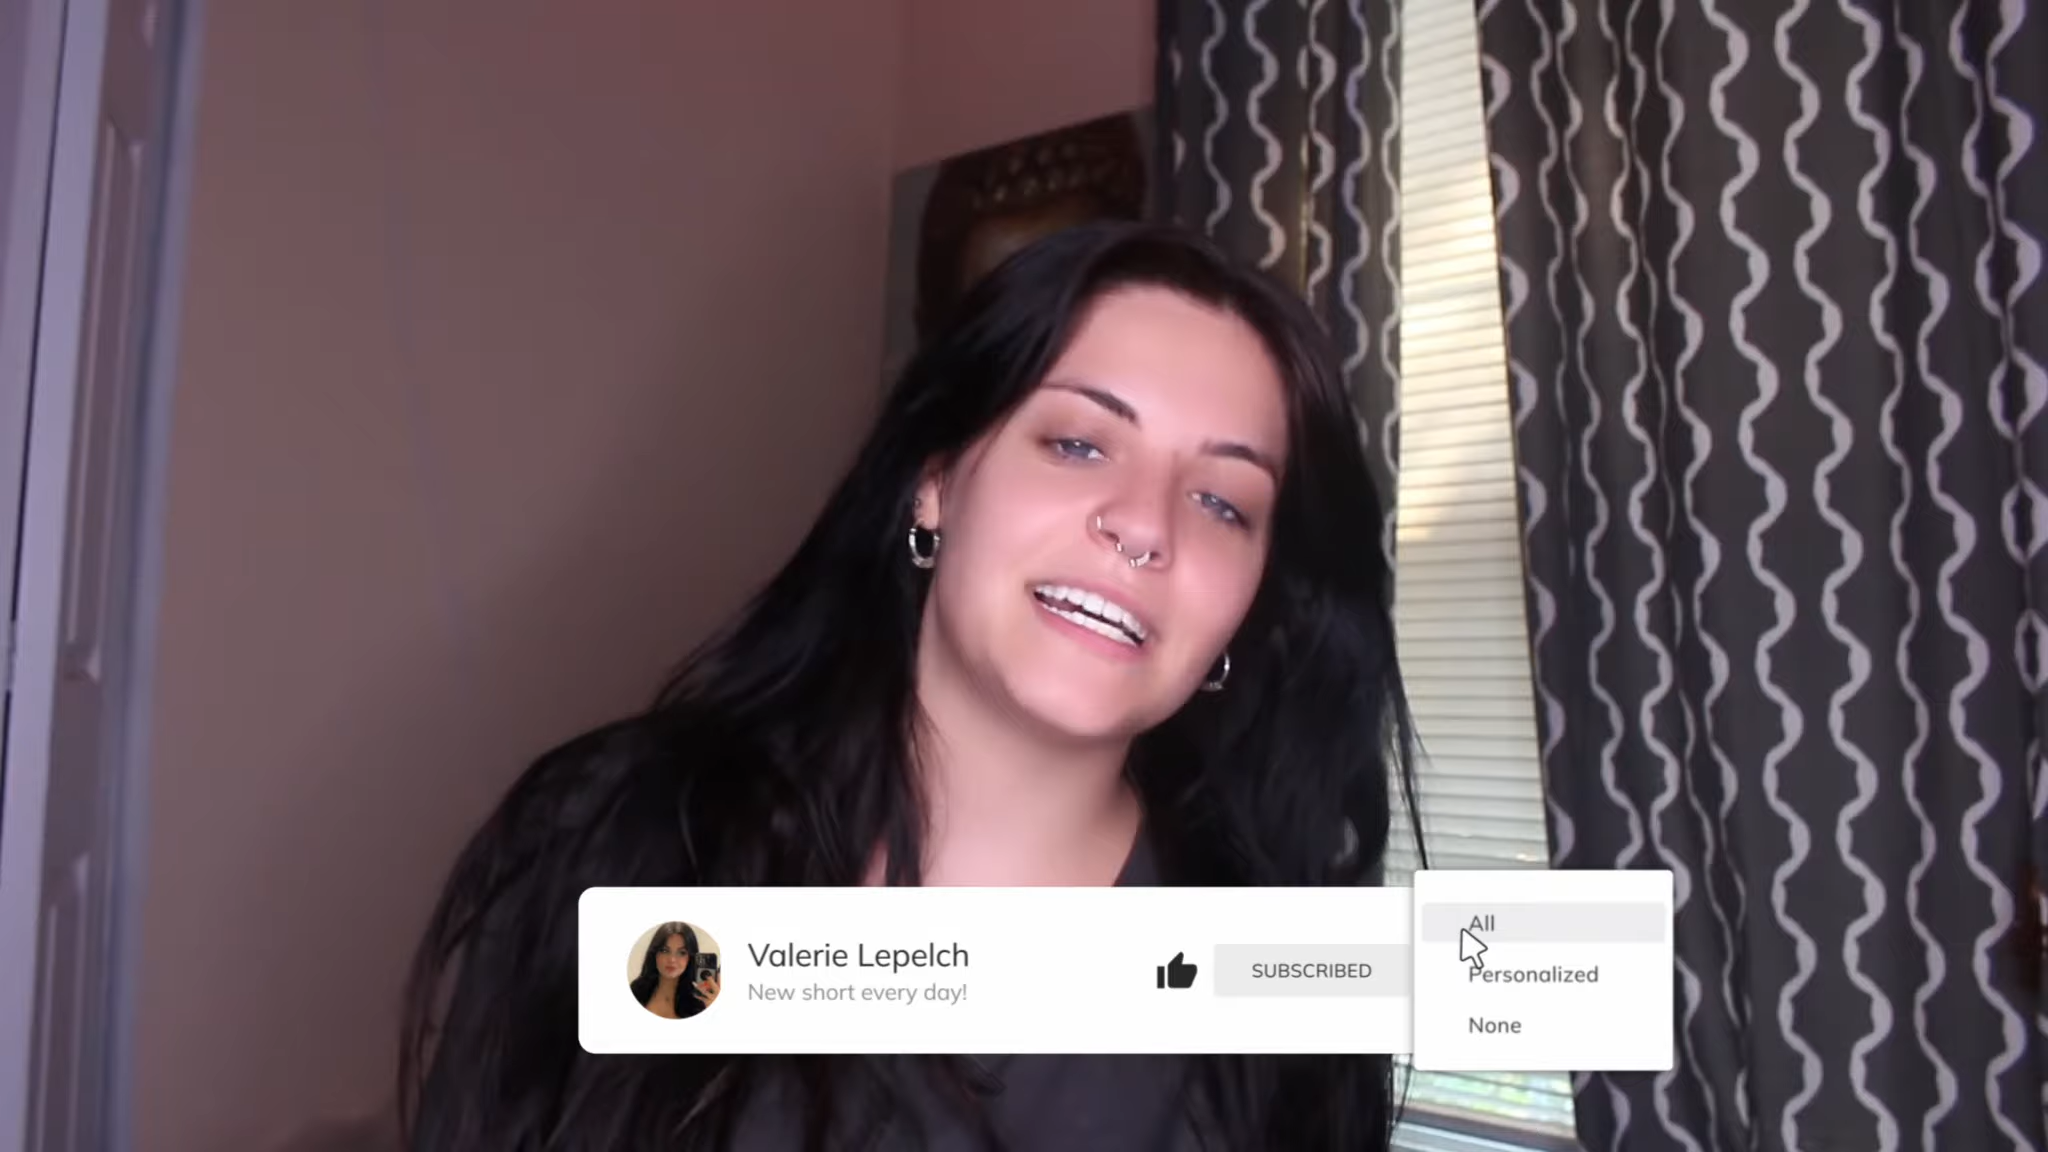 Valerie Lepelch
New short every day!
SUBSCRIBED
All
Personalized
None